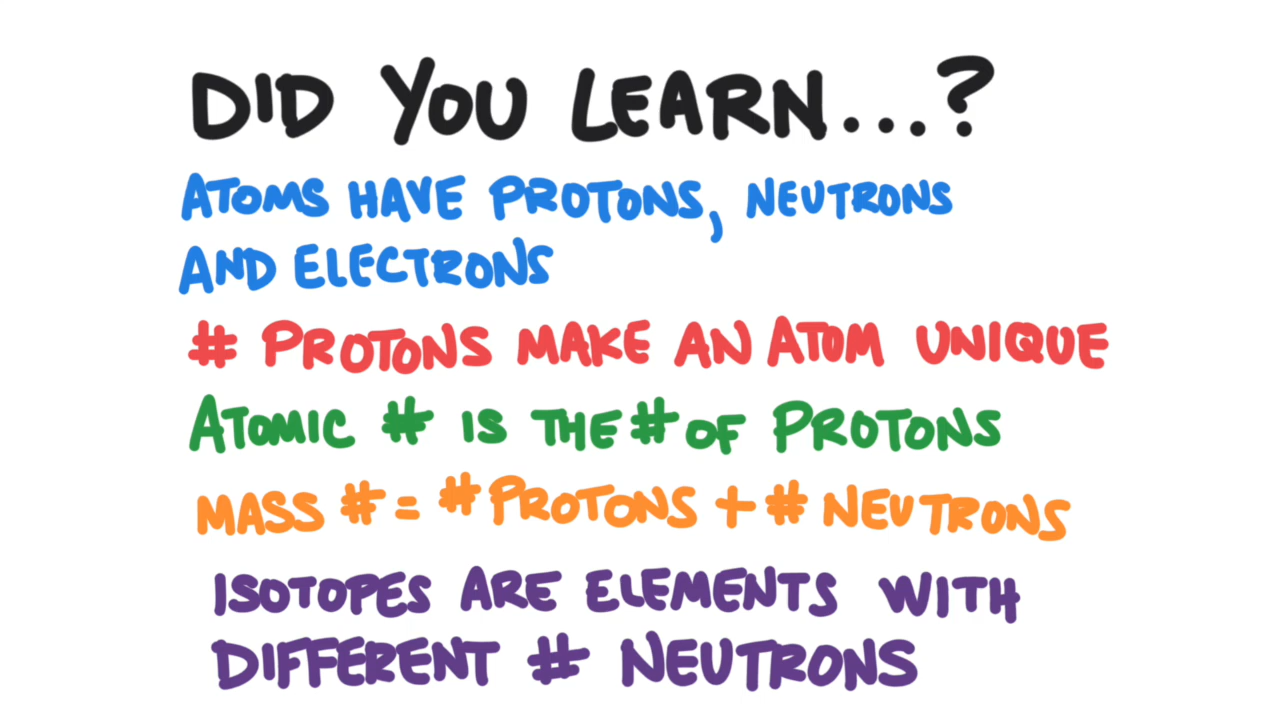 DID YOU LEARN...?
ATOMS HAVE PROTONS, NEUTRONS
AND ELECTRONS
# PROTONS MAKE AN ATOM UNIQUE
ATOMIC # IS THE # OF PROTONS
MASS # = # PROTONS + # NEUTRONS
ISOTOPES ARE ELEMENTS WITH
DIFFERENT # NEUTRONS